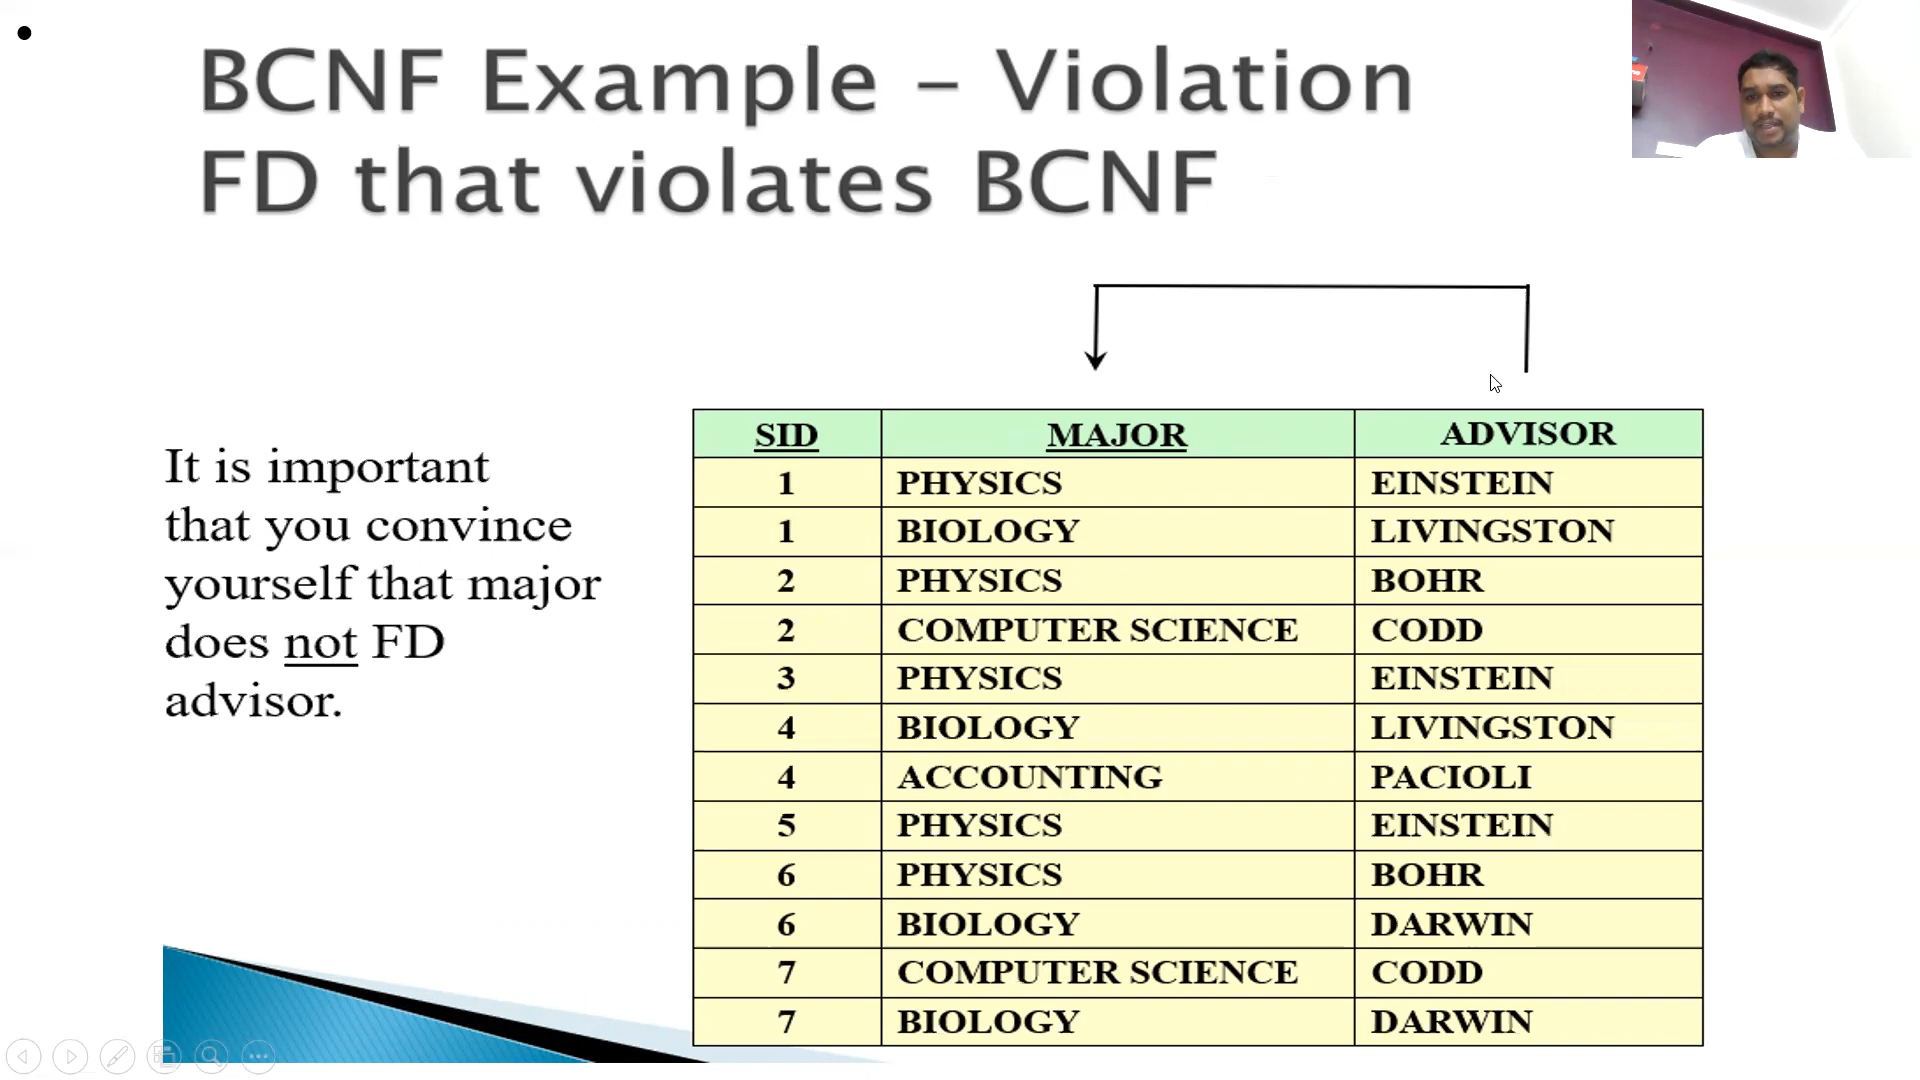 BCNF Example – Violation
FD that violates BCNF
It is important
that you convince
yourself that major
does not FD
advisor.
SID MAJOR ADVISOR
1 PHYSICS EINSTEIN
1 BIOLOGY LIVINGSTON
2 PHYSICS BOHR
2 COMPUTER SCIENCE CODD
3 PHYSICS EINSTEIN
4 BIOLOGY LIVINGSTON
4 ACCOUNTING PACIOLI
5 PHYSICS EINSTEIN
6 PHYSICS BOHR
6 BIOLOGY DARWIN
7 COMPUTER SCIENCE CODD
7 BIOLOGY DARWIN